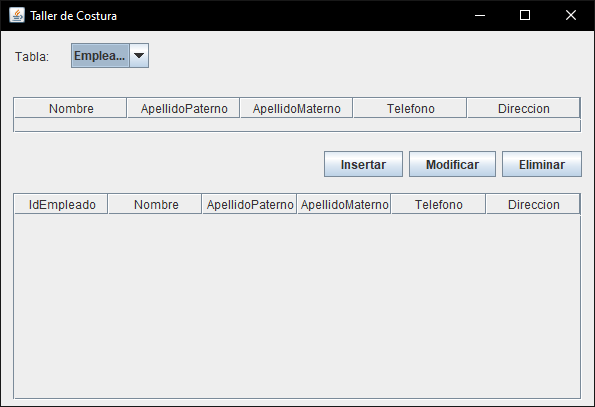 Taller de Costura
Tabla: Emplea...
Nombre ApellidoPaterno ApellidoMaterno Telefono Direccion
Insertar Modificar Eliminar
IdEmpleado Nombre ApellidoPaterno ApellidoMaterno Telefono Direccion